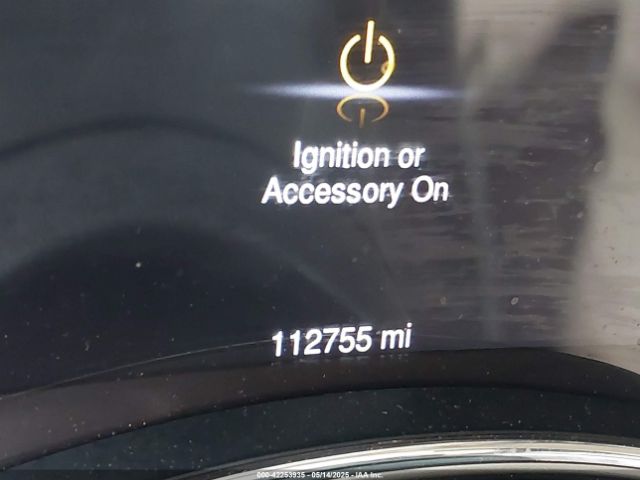 Ignition or
Accessory On
112755 mi
000-42253935 - 05/14/2025 - IAA Inc.